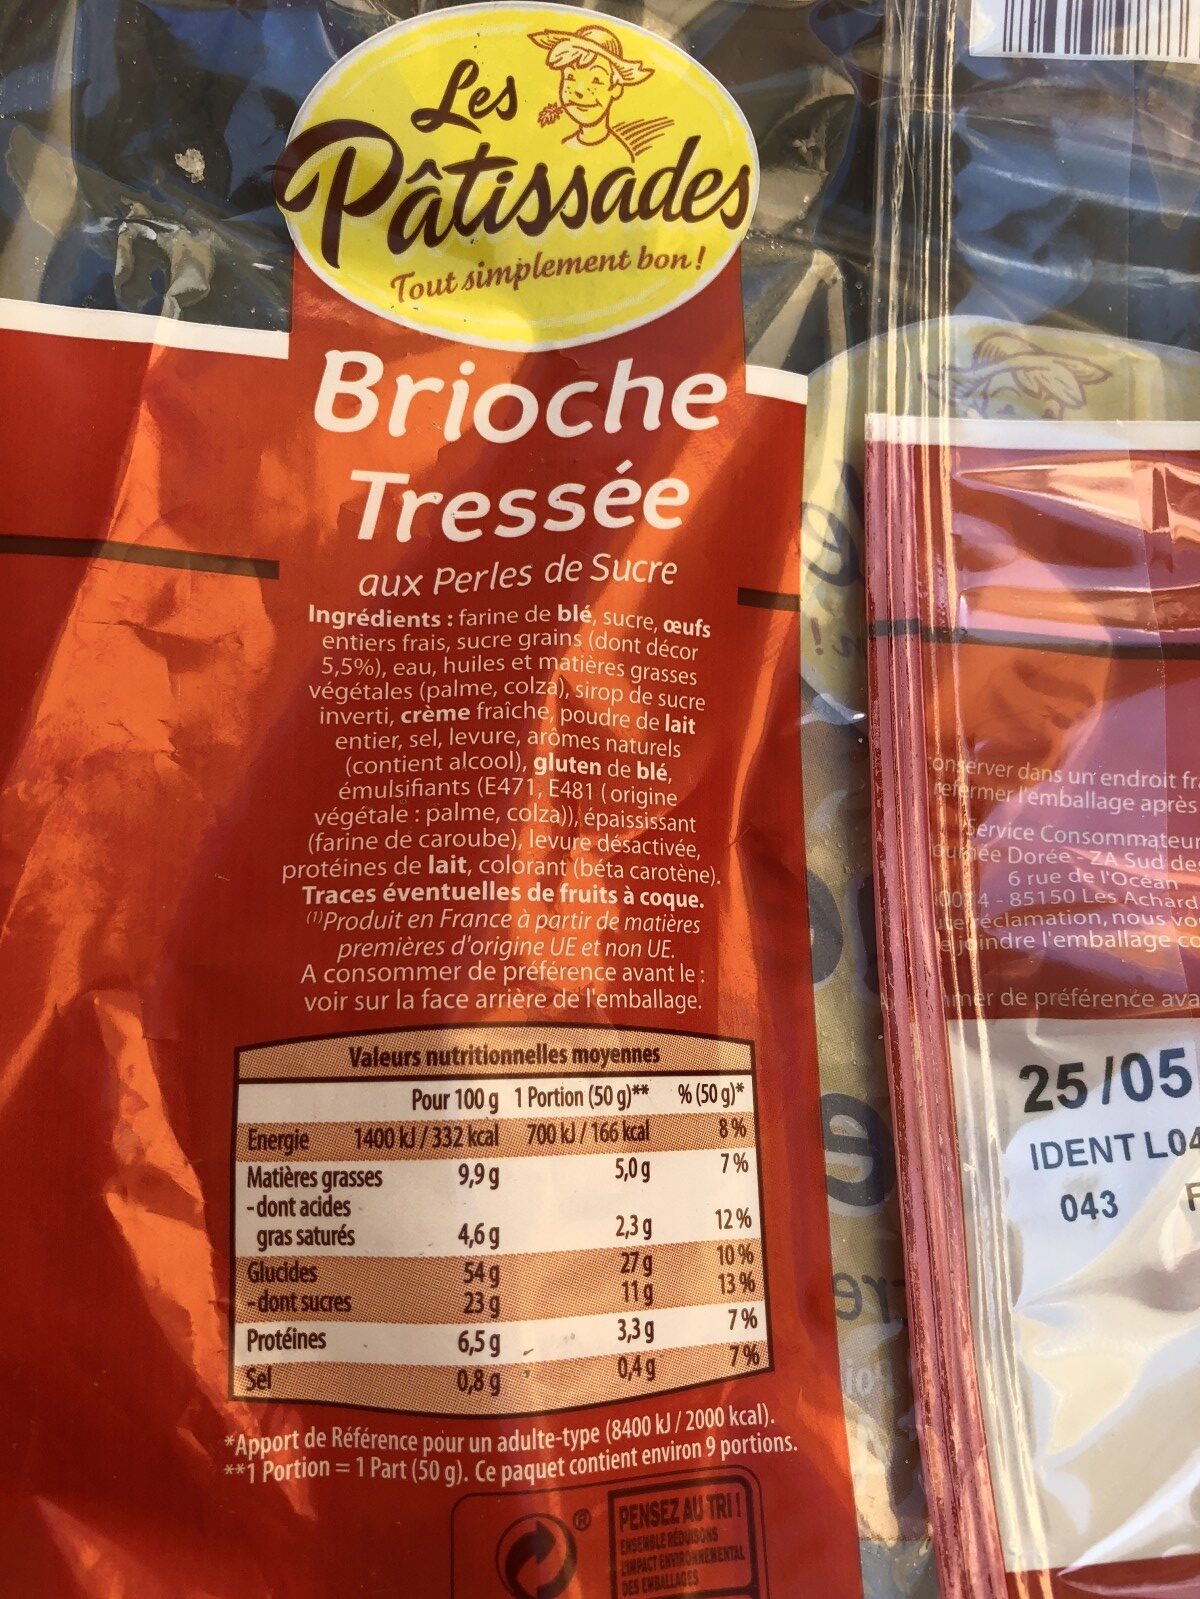 Les
Pâtissades
Tout simplement bon!
Brioche
Tressée
aux Perles de Sucre
Ingrédients : farine de blé, sucre, œufs
entiers frais, sucre grains (dont décor
5,5%), eau, huiles et matières grasses
végétales (palme, colza), sirop de sucre
inverti, crème fraîche, poudre de lait
entier, sel, levure, arômes naturels
(contient alcool), gluten de blé,
émulsifiants (E471, E481 (origine
végétale : palme, colza)), épaississant
(farine de caroube), levure désactivée,
protéines de lait, colorant (béta carotène).
Traces éventuelles de fruits à coque.
(1)Produit en France à partir de matières
premières d'origine UE et non UE.
A consommer de préférence avant le :
voir sur la face arrière de l'emballage.
Valeurs nutritionnelles moyennes
Pour 100 g 1 Portion (50 g)** % (50 g)*
Energie 1400 kJ / 332 kcal 700 kJ / 166 kcal 8 %
Matières grasses 9,9 g 5,0 g 7 %
- dont acides
gras saturés 4,6 g 2,3 g 12 %
Glucides 54 g 27 g 10 %
- dont sucres 23 g 11 g 13 %
Protéines 6,5 g 3,3 g 7 %
Sel 0,8 g 0,4 g 7 %
*Apport de Référence pour un adulte-type (8400 kJ / 2000 kcal).
**1 Portion = 1 Part (50 g). Ce paquet contient environ 9 portions.
®
PENSEZ AU TRI !
ENSEMBLE RÉDUISONS
L'IMPACT ENVIRONNEMENTAL
DES EMBALLAGES
onserver dans un endroit fra
refermer l'emballage après
Service Consommateur
Dorée - ZA Sud de
6 rue de l'Océan
- 85150 Les Achard
réclamation, nous vo
joindre l'emballage co
mer de préférence ava
25/05
IDENT L04
043 F